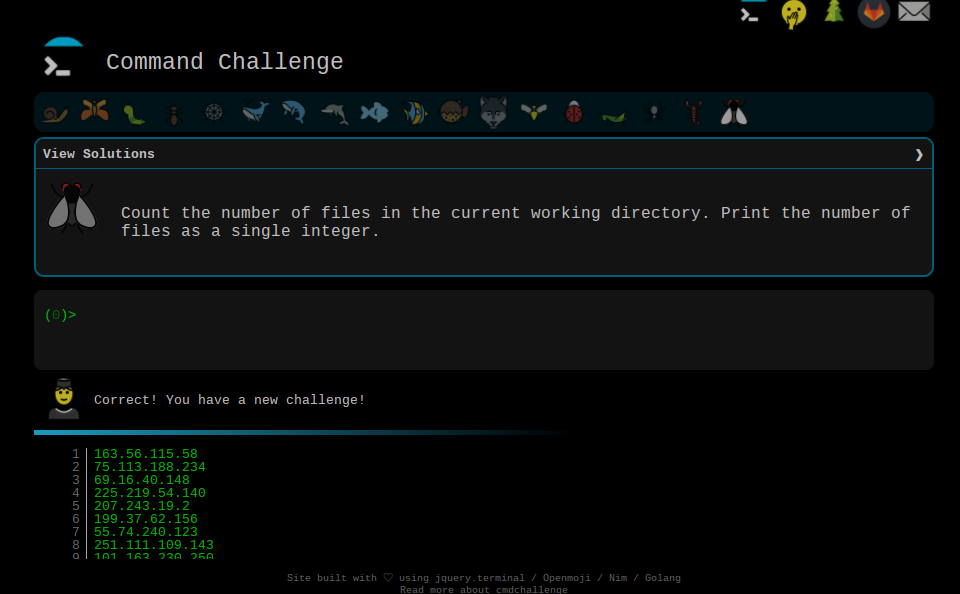 Command Challenge
View Solutions
Count the number of files in the current working directory. Print the number of
files as a single integer.
(0)>
Correct! You have a new challenge!
1 163.56.115.58
2 75.113.188.234
3 69.16.40.148
4 225.219.54.140
5 207.243.19.2
6 199.37.62.156
7 55.74.240.123
8 251.111.109.143
9 101.163.230.250
Site built with ♡ using jquery.terminal / Openmoji / Nim / Golang
Read more about cmdchallenge